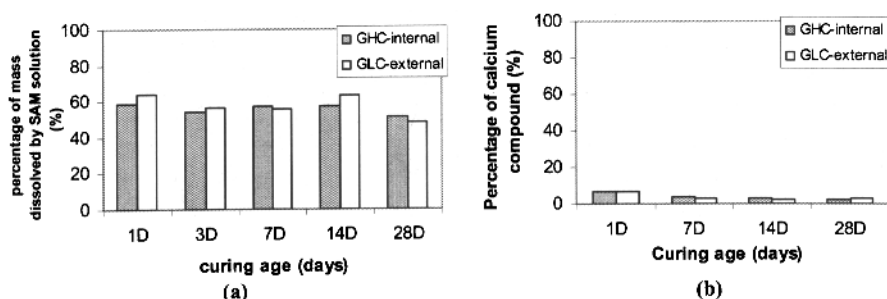 percentage of mass
dissolved by SAM solution
(%)
100
80
60
40
20
0
GHC-internal
GLC-external
1D 3D 7D 14D 28D
curing age (days)
(a)
Percentage of calcium
compound (%)
100
80
60
40
20
0
GHC-internal
GLC-external
1D 7D 14D 28D
Curing age (days)
(b)